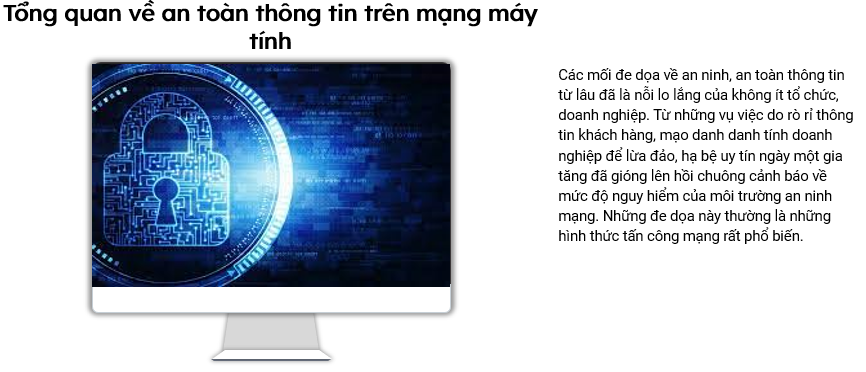 Tổng quan về an toàn thông tin trên mạng máy
tính
Các mối đe dọa về an ninh, an toàn thông tin
từ lâu đã là nỗi lo lắng của không ít tổ chức,
doanh nghiệp. Từ những vụ việc do rò rỉ thông
tin khách hàng, mạo danh danh tính doanh
nghiệp để lừa đảo, hạ bệ uy tín ngày một gia
tăng đã gióng lên hồi chuông cảnh báo về
mức độ nguy hiểm của môi trường an ninh
mạng. Những đe dọa này thường là những
hình thức tấn công mạng rất phổ biến.